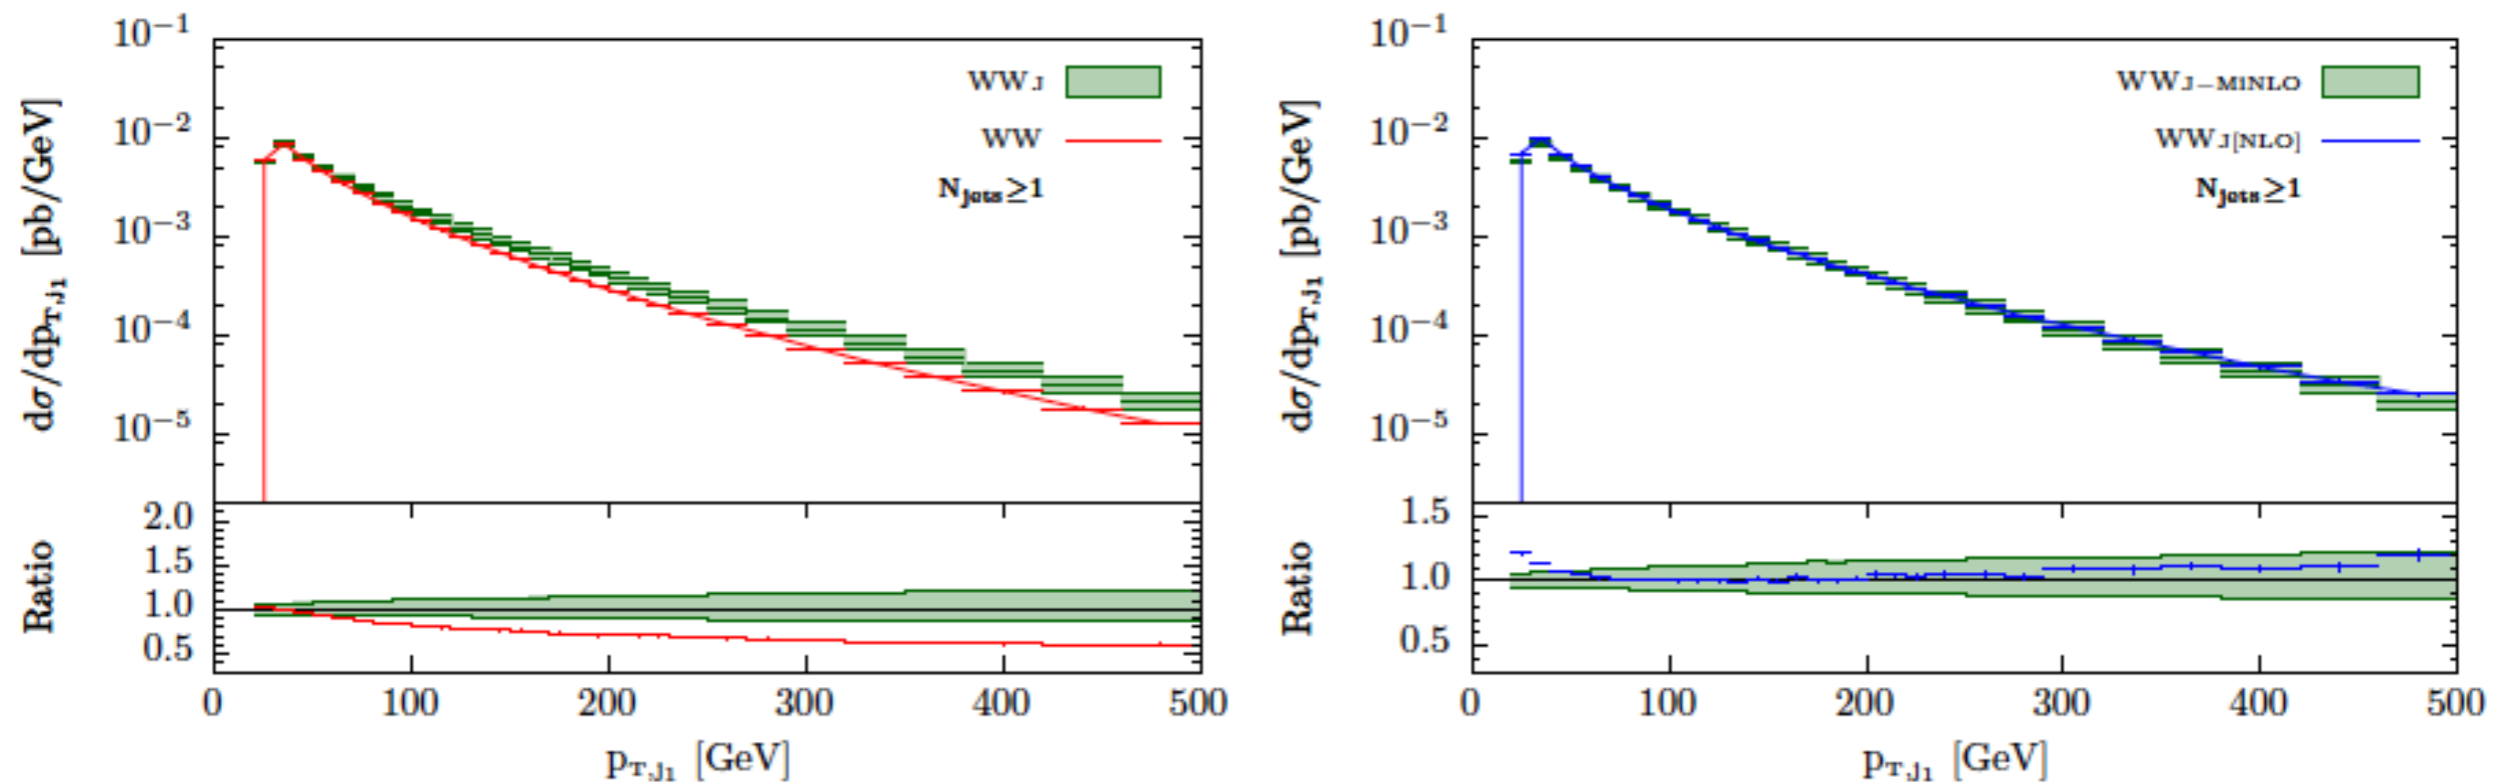 10⁻¹
WWJ
WW
N_jets≥1
10⁻²
10⁻³
10⁻⁴
10⁻⁵
dσ/dp_T,j₁ [pb/GeV]
2.0
1.5
1.0
0.5
Ratio
0 100 200 300 400 500
p_T,j₁ [GeV]
10⁻¹
WWJ−MiNLO
WWJ[NLO]
N_jets≥1
10⁻²
10⁻³
10⁻⁴
10⁻⁵
dσ/dp_T,j₁ [pb/GeV]
1.5
1.0
0.5
Ratio
0 100 200 300 400 500
p_T,j₁ [GeV]